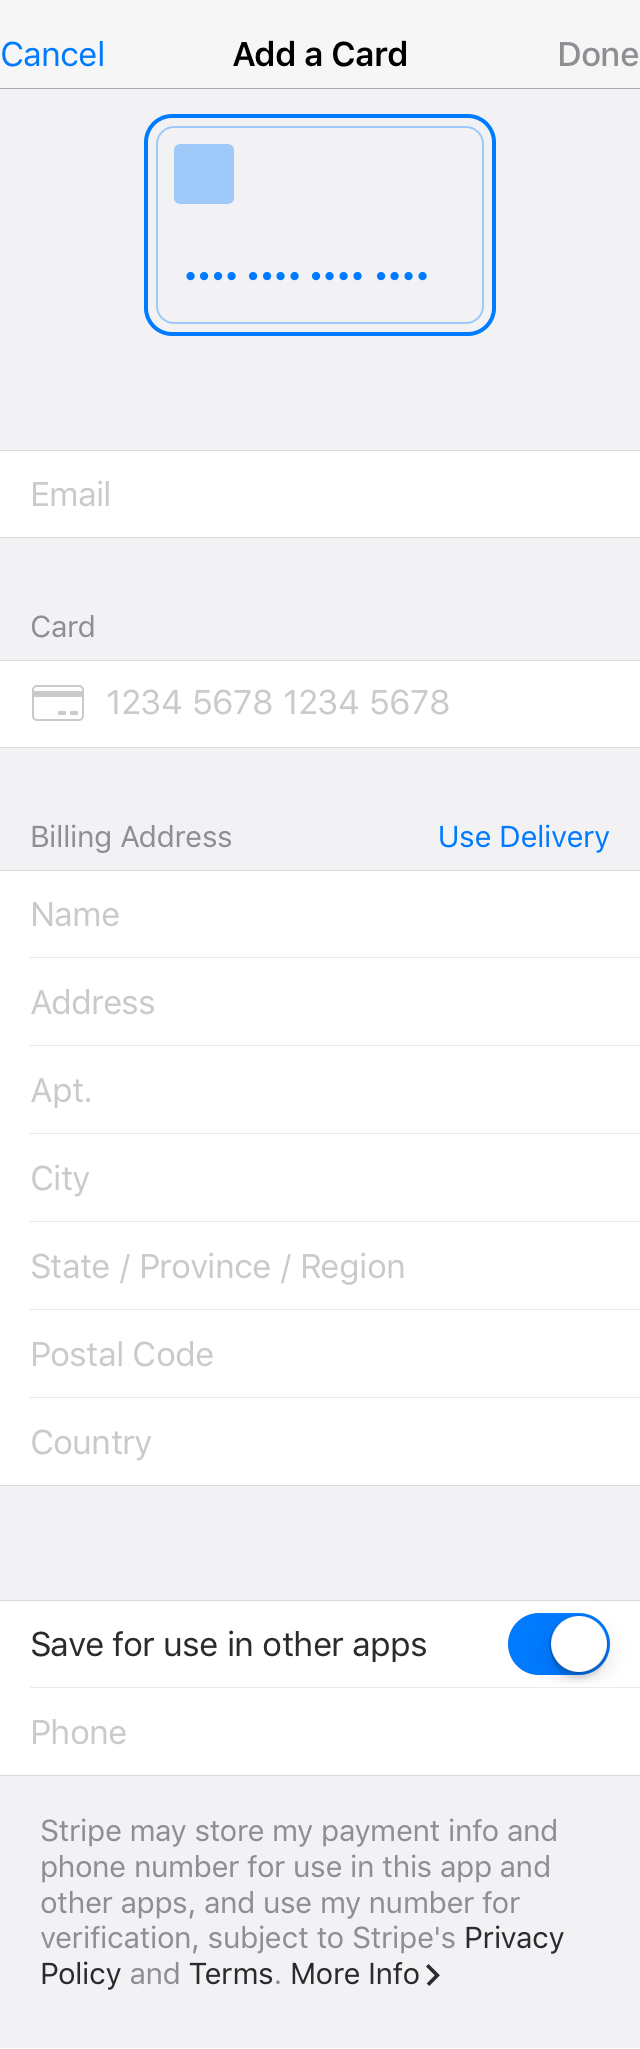 Cancel Add a Card Done
•••• •••• •••• ••••
Email
Card
1234 5678 1234 5678
Billing Address Use Delivery
Name
Address
Apt.
City
State / Province / Region
Postal Code
Country
Save for use in other apps
Phone
Stripe may store my payment info and
phone number for use in this app and
other apps, and use my number for
verification, subject to Stripe's Privacy
Policy and Terms. More Info